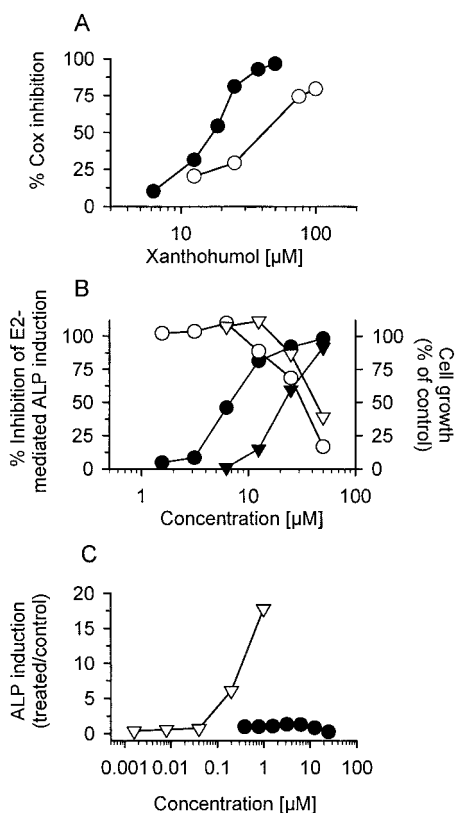 A
% Cox inhibition
100
75
50
25
0
10
100
Xanthohumol [µM]
B
% Inhibition of E2-
mediated ALP induction
100
75
50
25
0
100
75
50
25
0
Cell growth
(% of control)
1
10
100
Concentration [µM]
C
ALP induction
(treated/control)
20
15
10
5
0
0.001
0.01
0.1
1
10
100
Concentration [µM]